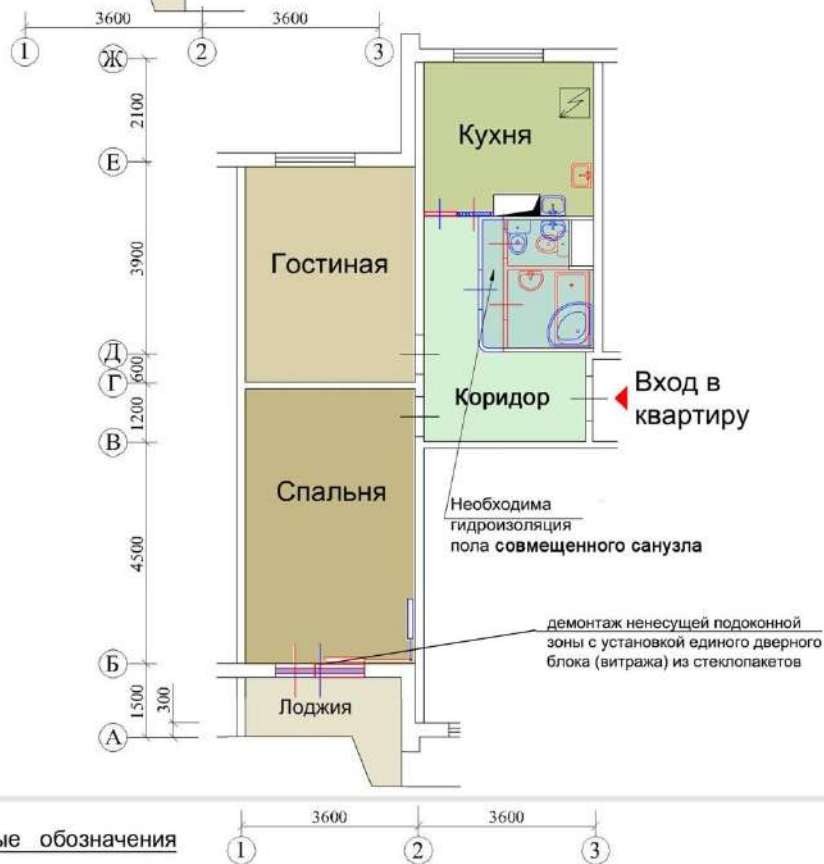 3600
3600
1
2
3
Ж
2100
Е
3900
Д
600
Г
1200
В
4500
Б
1500
300
А
Кухня
Гостиная
Коридор
Вход в
квартиру
Спальня
Необходима
гидроизоляция
пола совмещенного санузла
демонтаж ненесущей подоконной
зоны с установкой единого дверного
блока (витража) из стеклопакетов
Лоджия
ые обозначения
3600
3600
1
2
3